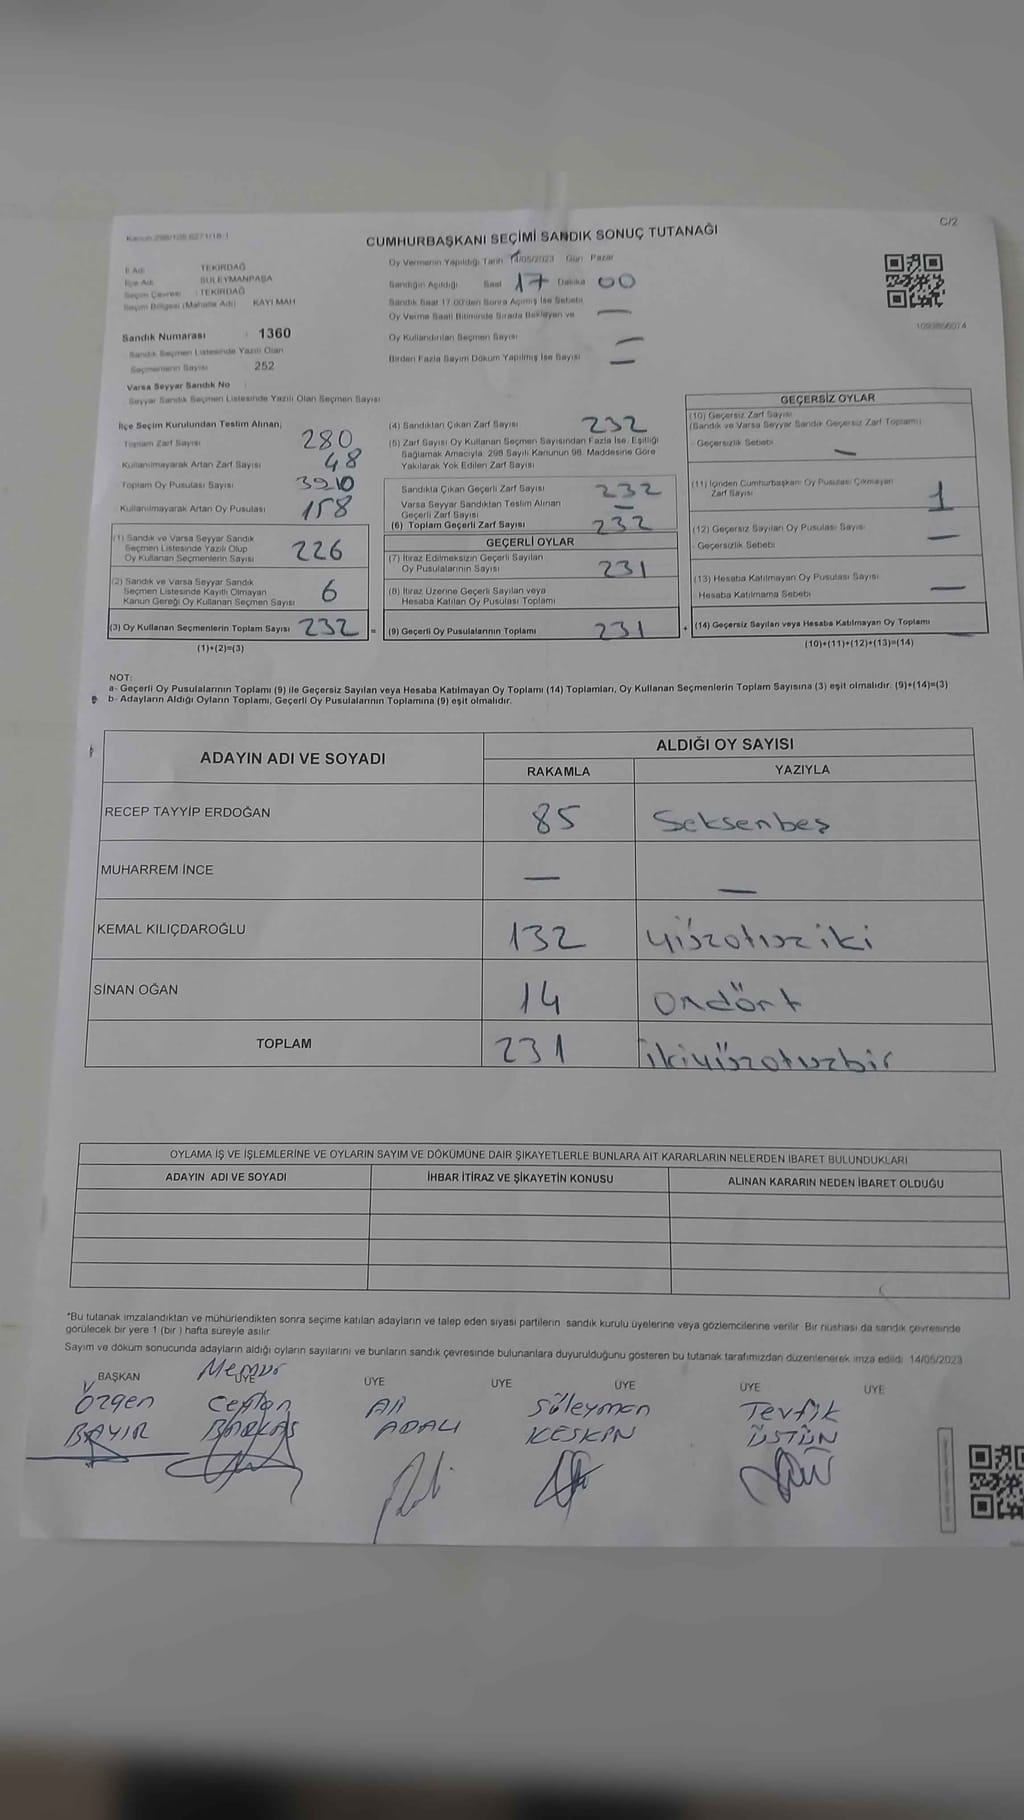 C/2
CUMHURBAŞKANI SEÇİMİ SANDIK SONUÇ TUTANAĞI
İl Adı TEKİRDAĞ
İlçe Adı SÜLEYMANPAŞA
Seçim Çevresi : TEKİRDAĞ
Seçim Bölgesi (Mahalle Adı) KAYI MAH
Sandık Numarası : 1360
Sandık Seçmen Listesinde Yazılı Olan
Seçmenlerin Sayısı 252
Varsa Seyyar Sandık No
Seyyar Sandık Seçmen Listesinde Yazılı Olan Seçmen Sayısı
Oy Vermenin Yapıldığı Tarih 14/05/2023 Gün Pazar
Sandığın Açıldığı Saat 17 Dakika 00
Sandık Saat 17.00'den Sonra Açılmış İse Sebebi
Oy Verme Saati Bitiminde Sırada Bekleyen ve —
Oy Kullandırılan Seçmen Sayısı —
Birden Fazla Sayım Döküm Yapılmış İse Sayısı —
1093856074
İlçe Seçim Kurulundan Teslim Alınan;
Toplam Zarf Sayısı 280
Kullanılmayarak Artan Zarf Sayısı 48
Toplam Oy Pusulası Sayısı
Kullanılmayarak Artan Oy Pusulası 158
(1) Sandık ve Varsa Seyyar Sandık
Seçmen Listesinde Yazılı Olup
Oy Kullanan Seçmenlerin Sayısı 226
(2) Sandık ve Varsa Seyyar Sandık
Seçmen Listesinde Kayıtlı Olmayan
Kanun Gereği Oy Kullanan Seçmen Sayısı 6
(3) Oy Kullanan Seçmenlerin Toplam Sayısı 232 =
(1)+(2)=(3)
(4) Sandıktan Çıkan Zarf Sayısı 232
(5) Zarf Sayısı Oy Kullanan Seçmen Sayısından Fazla İse, Eşitliği
Sağlamak Amacıyla, 298 Sayılı Kanunun 98. Maddesine Göre
Yakılarak Yok Edilen Zarf Sayısı —
Sandıkta Çıkan Geçerli Zarf Sayısı 232
Varsa Seyyar Sandıktan Teslim Alınan
Geçerli Zarf Sayısı —
(6) Toplam Geçerli Zarf Sayısı 232
GEÇERLİ OYLAR
(7) İtiraz Edilmeksizin Geçerli Sayılan
Oy Pusulalarının Sayısı 231
(8) İtiraz Üzerine Geçerli Sayılan veya
Hesaba Katılan Oy Pusulası Toplamı
(9) Geçerli Oy Pusulalarının Toplamı 231 +
GEÇERSİZ OYLAR
(10) Geçersiz Zarf Sayısı
(Sandık ve Varsa Seyyar Sandık Geçersiz Zarf Toplamı)
Geçersizlik Sebebi —
(11) İçinden Cumhurbaşkanı Oy Pusulası Çıkmayan
Zarf Sayısı 1
(12) Geçersiz Sayılan Oy Pusulası Sayısı —
Geçersizlik Sebebi
(13) Hesaba Katılmayan Oy Pusulası Sayısı
Hesaba Katılmama Sebebi —
(14) Geçersiz Sayılan veya Hesaba Katılmayan Oy Toplamı
(10)+(11)+(12)+(13)=(14)
NOT:
a- Geçerli Oy Pusulalarının Toplamı (9) ile Geçersiz Sayılan veya Hesaba Katılmayan Oy Toplamı (14) Toplamları, Oy Kullanan Seçmenlerin Toplam Sayısına (3) eşit olmalıdır. (9)+(14)=(3)
b- Adayların Aldığı Oyların Toplamı, Geçerli Oy Pusulalarının Toplamına (9) eşit olmalıdır.
ADAYIN ADI VE SOYADI ALDIĞI OY SAYISI
RAKAMLA YAZIYLA
RECEP TAYYİP ERDOĞAN 85 Seksenbeş
MUHARREM İNCE — —
KEMAL KILIÇDAROĞLU 132 yüzotuziki
SİNAN OĞAN 14 Ondört
TOPLAM 231 ikiyüzotuzbir
OYLAMA İŞ VE İŞLEMLERİNE VE OYLARIN SAYIM VE DÖKÜMÜNE DAİR ŞİKAYETLERLE BUNLARA AİT KARARLARIN NELERDEN İBARET BULUNDUKLARI
ADAYIN ADI VE SOYADI İHBAR İTİRAZ VE ŞİKAYETİN KONUSU ALINAN KARARIN NEDEN İBARET OLDUĞU
*Bu tutanak imzalandıktan ve mühürlendikten sonra seçime katılan adayların ve talep eden siyasi partilerin sandık kurulu üyelerine veya gözlemcilerine verilir. Bir nüshası da sandık çevresinde
görülecek bir yere 1 (bir ) hafta süreyle asılır.
Sayım ve döküm sonucunda adayların aldığı oyların sayılarını ve bunların sandık çevresinde bulunanlara duyurulduğunu gösteren bu tutanak tarafımızdan düzenlenerek imza edildi. 14/05/2023
BAŞKAN Memur ÜYE ÜYE ÜYE ÜYE ÜYE ÜYE
Özgen Ceylan Ali Süleyman Tevfik
BAYIR BARLAS ADALI KESKİN ÜSTÜN